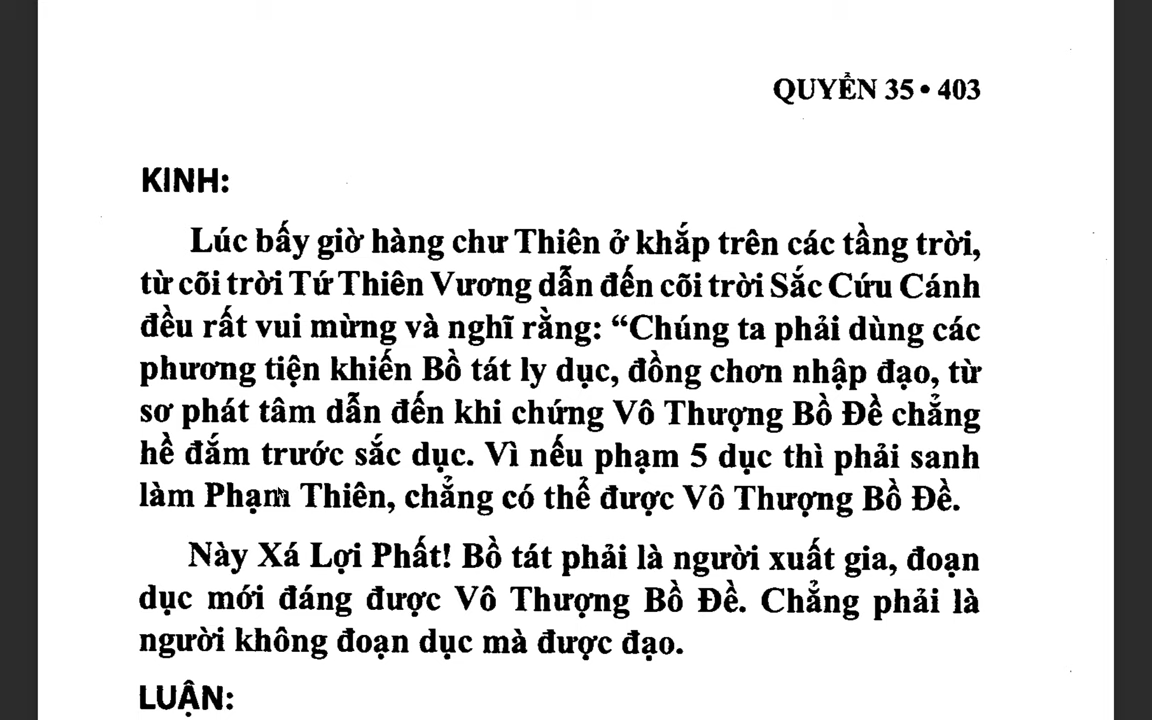 QUYỂN 35 • 403
KINH:
Lúc bấy giờ hàng chư Thiên ở khắp trên các tầng trời,
từ cõi trời Tứ Thiên Vương dẫn đến cõi trời Sắc Cứu Cánh
đều rất vui mừng và nghĩ rằng: “Chúng ta phải dùng các
phương tiện khiến Bồ tát ly dục, đồng chơn nhập đạo, từ
sơ phát tâm dẫn đến khi chứng Vô Thượng Bồ Đề chẳng
hề đắm trước sắc dục. Vì nếu phạm 5 dục thì phải sanh
làm Phạm Thiên, chẳng có thể được Vô Thượng Bồ Đề.
Này Xá Lợi Phất! Bồ tát phải là người xuất gia, đoạn
dục mới đáng được Vô Thượng Bồ Đề. Chẳng phải là
người không đoạn dục mà được đạo.
LUẬN: